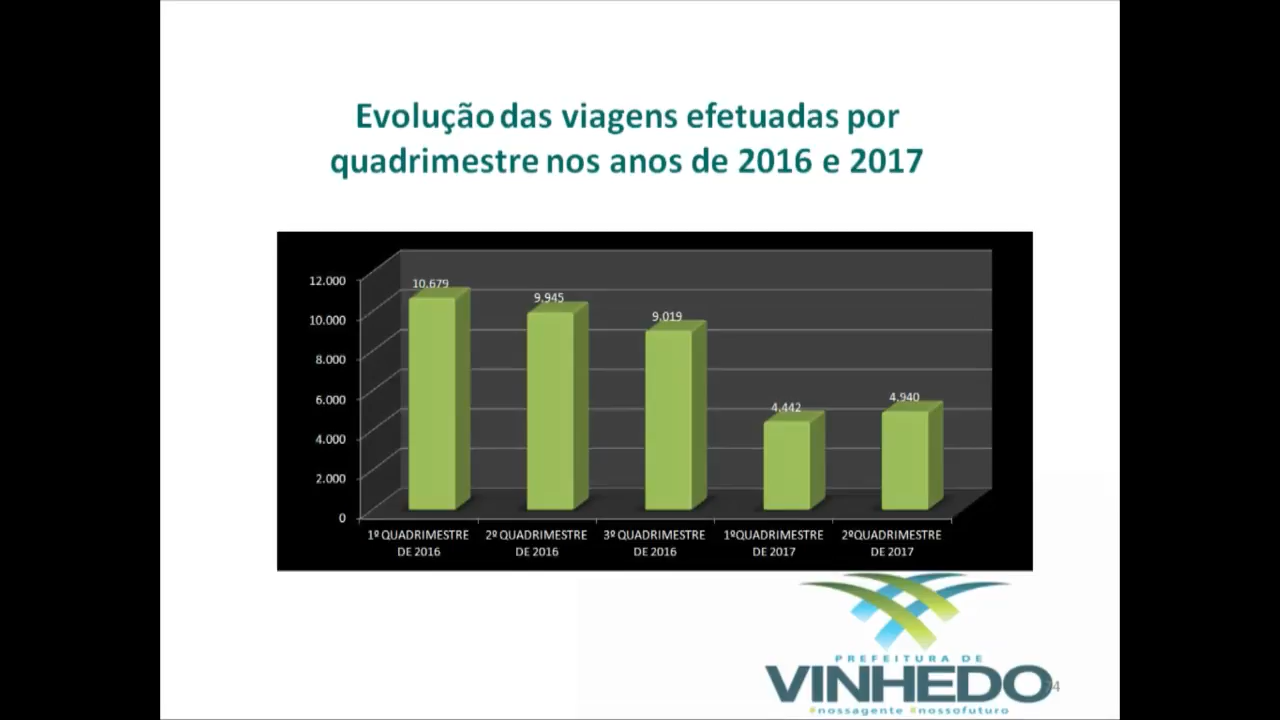 Evolução das viagens efetuadas por
quadrimestre nos anos de 2016 e 2017
12.000
10.000
8.000
6.000
4.000
2.000
0
10.679
9.945
9.019
4.442
4.940
1º QUADRIMESTRE
DE 2016
2º QUADRIMESTRE
DE 2016
3º QUADRIMESTRE
DE 2016
1ºQUADRIMESTRE
DE 2017
2ºQUADRIMESTRE
DE 2017
PREFEITURA DE
VINHEDO
#nossagente #nossofuturo